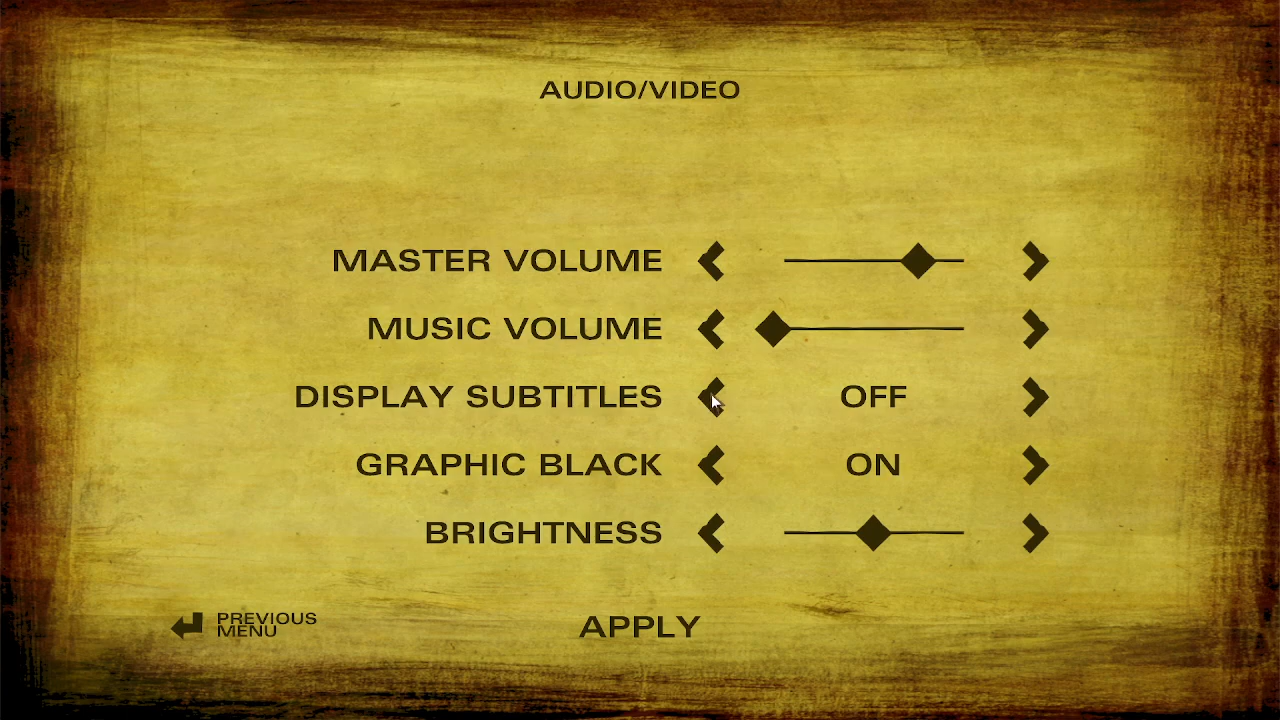 AUDIO/VIDEO
MASTER VOLUME
MUSIC VOLUME
DISPLAY SUBTITLES OFF
GRAPHIC BLACK ON
BRIGHTNESS
PREVIOUS
MENU
APPLY